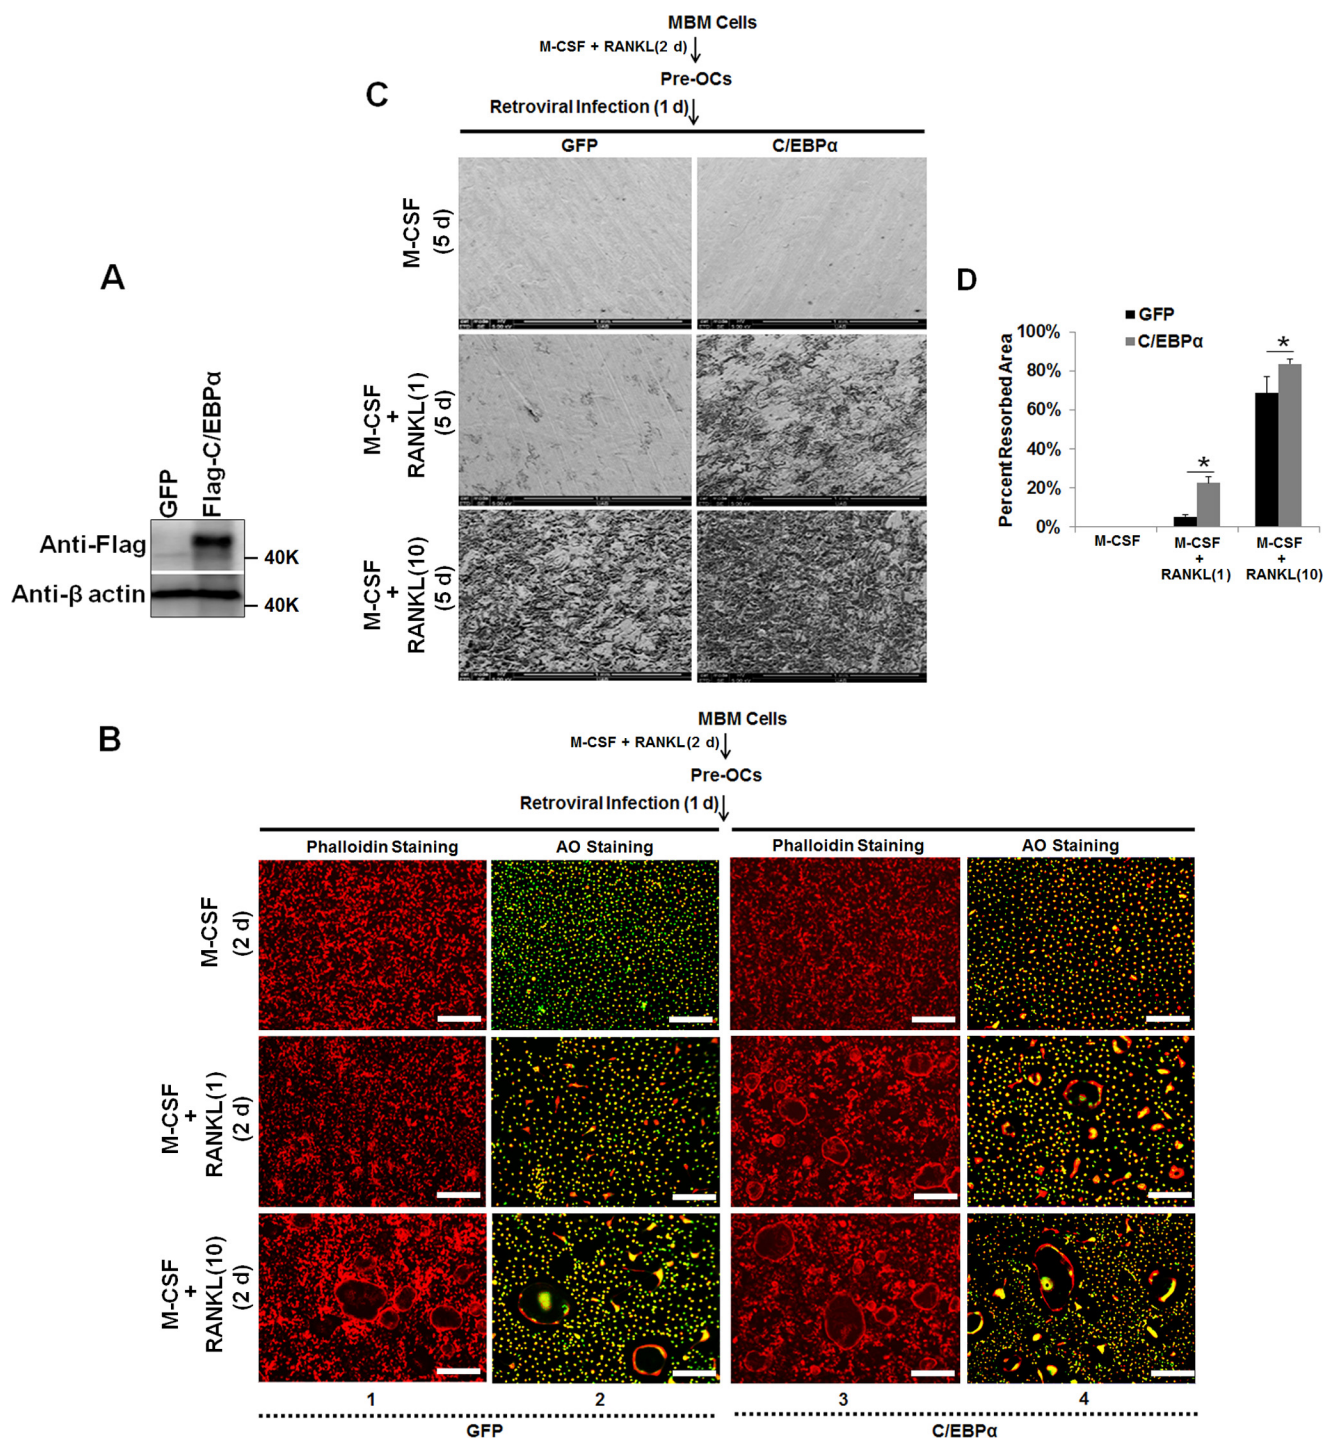 MBM Cells
M-CSF + RANKL(2 d)
Pre-OCs
Retroviral Infection (1 d)
C
GFP
C/EBPα
M-CSF
(5 d)
M-CSF
+
RANKL(1)
(5 d)
M-CSF
+
RANKL(10)
(5 d)
A
GFP
Flag-C/EBPα
Anti-Flag
40K
Anti-β actin
40K
D
GFP
C/EBPα
Percent Resorbed Area
100%
80%
60%
40%
20%
0%
*
*
M-CSF
M-CSF
+
RANKL(1)
M-CSF
+
RANKL(10)
B
MBM Cells
M-CSF + RANKL(2 d)
Pre-OCs
Retroviral Infection (1 d)
Phalloidin Staining
AO Staining
Phalloidin Staining
AO Staining
M-CSF
(2 d)
M-CSF
+
RANKL(1)
(2 d)
M-CSF
+
RANKL(10)
(2 d)
1
2
3
4
GFP
C/EBPα